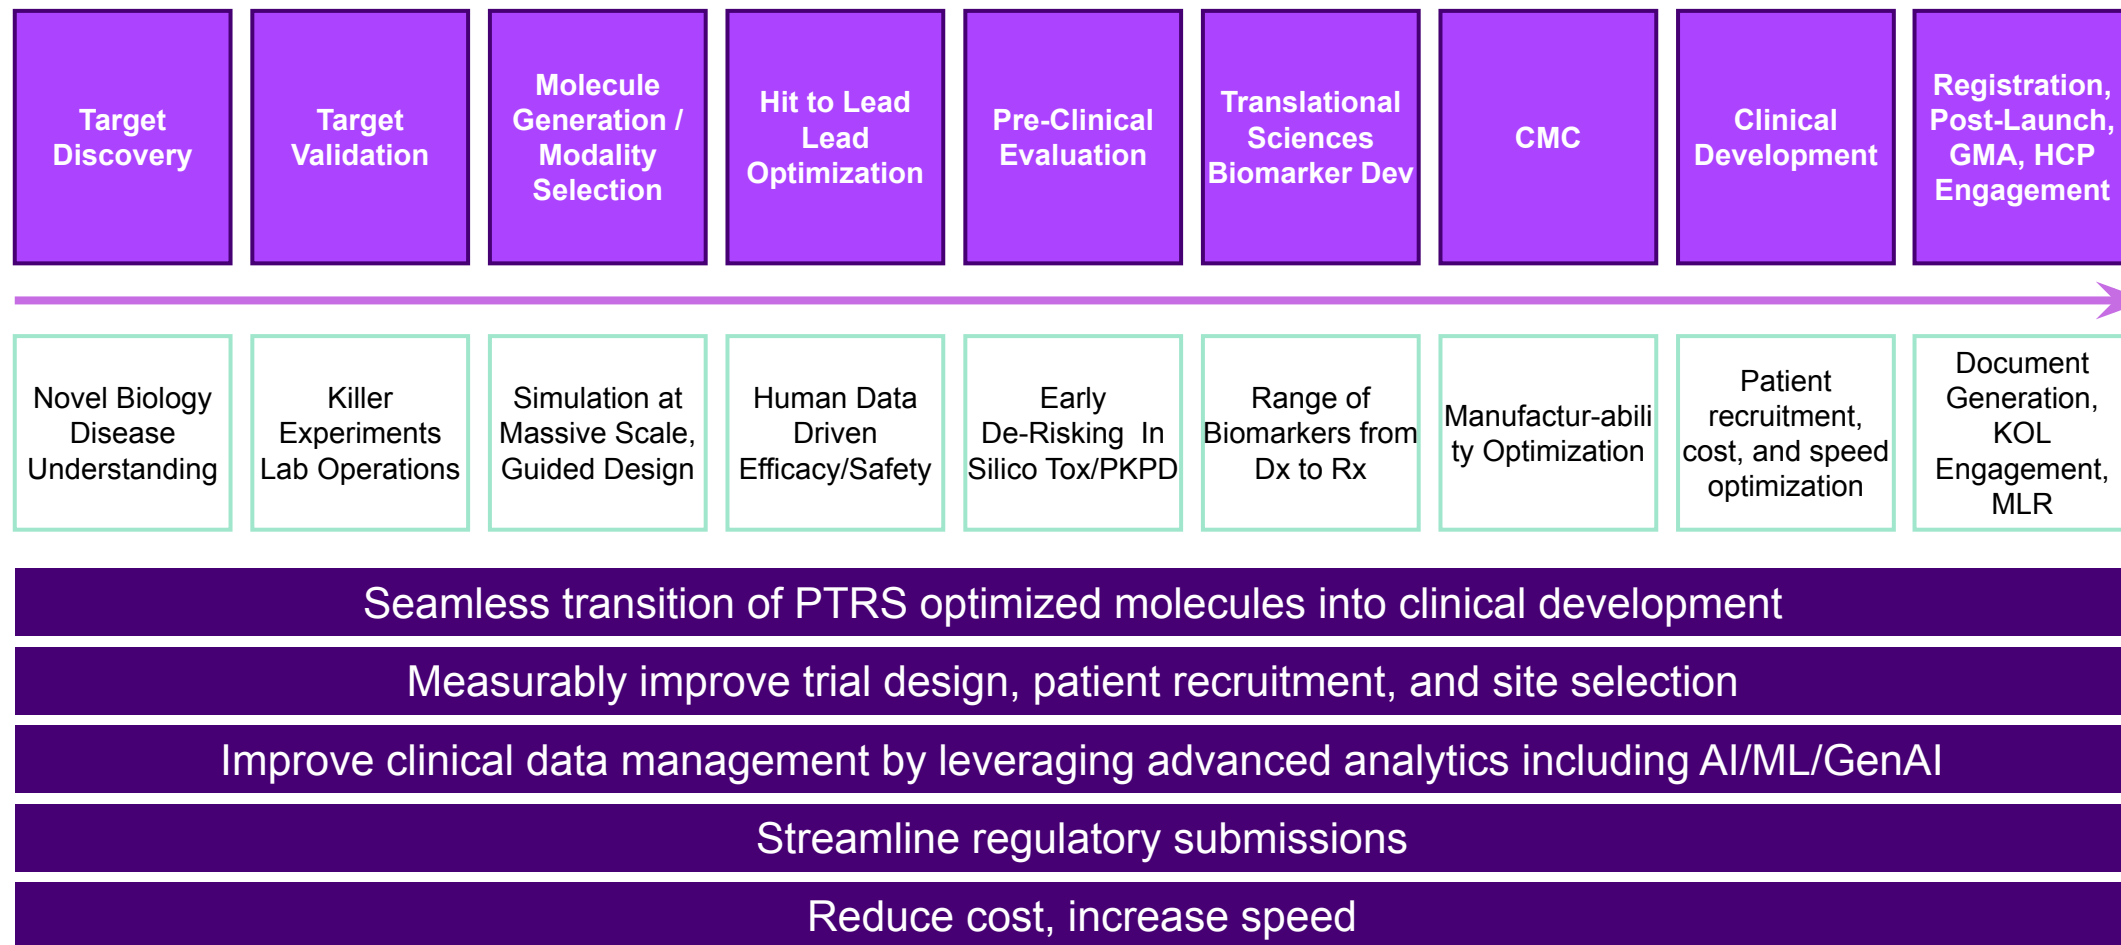 Target
Discovery
Target
Validation
Molecule
Generation /
Modality
Selection
Hit to Lead
Lead
Optimization
Pre-Clinical
Evaluation
Translational
Sciences
Biomarker Dev
CMC
Clinical
Development
Registration,
Post-Launch,
GMA, HCP
Engagement
Novel Biology
Disease
Understanding
Killer
Experiments
Lab Operations
Simulation at
Massive Scale,
Guided Design
Human Data
Driven
Efficacy/Safety
Early
De-Risking In
Silico Tox/PKPD
Range of
Biomarkers from
Dx to Rx
Manufactur-abili
ty Optimization
Patient
recruitment,
cost, and speed
optimization
Document
Generation,
KOL
Engagement,
MLR
Seamless transition of PTRS optimized molecules into clinical development
Measurably improve trial design, patient recruitment, and site selection
Improve clinical data management by leveraging advanced analytics including AI/ML/GenAI
Streamline regulatory submissions
Reduce cost, increase speed